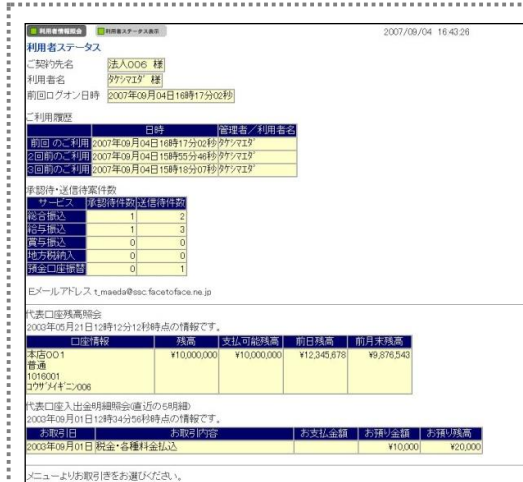 利用者情報照会 利用者ステータス表示 2007/09/04 16:43:26
利用者ステータス
ご契約先名 法人006 様
利用者名 タケシマエダ 様
前回ログオン日時 2007年09月04日16時17分02秒
ご利用履歴
日時 管理者/利用者名
前回 のご利用 2007年09月04日16時17分02秒 タケシマエダ
2回前のご利用 2007年09月04日15時55分46秒 タケシマエダ
3回前のご利用 2007年09月04日15時18分07秒 タケシマエダ
承認待・送信待案件数
サービス 承認待件数 送信待件数
総合振込 1 2
給与振込 1 3
賞与振込 0 0
地方税納入 0 0
預金口座振替 0 1
Eメールアドレス t_maeda@ssc.facetoface.ne.jp
代表口座残高照会
2003年05月21日12時12分12秒時点の情報です。
口座情報 残高 支払可能残高 前日残高 前月末残高
本店001 ¥10,000,000 ¥10,000,000 ¥12,345,678 ¥9,876,543
普通
1016001
コウザメイギニン006
代表口座入出金明細照会(直近の5明細)
2003年09月01日12時34分56秒時点の情報です。
お取引日 お取引内容 お支払金額 お預り金額 お預り残高
2003年09月01日 税金・各種料金払込 ¥10,000 ¥20,000
メニューよりお取引きをお選びください。